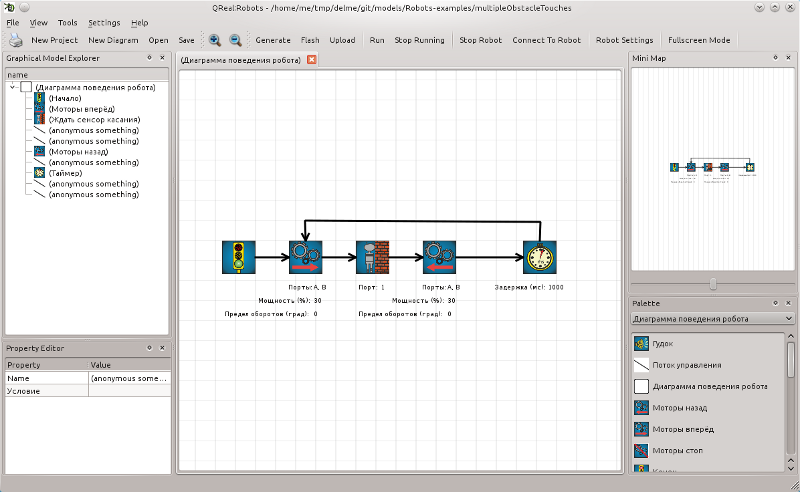 QReal:Robots - /home/me/tmp/delme/git/models/Robots-examples/multipleObstacleTouches
File View Tools Settings Help
New Project New Diagram Open Save Generate Flash Upload Run Stop Running Stop Robot Connect To Robot Robot Settings Fullscreen Mode
Graphical Model Explorer
name
(Диаграмма поведения робота)
(Начало)
(Моторы вперёд)
(Ждать сенсор касания)
(anonymous something)
(anonymous something)
(Моторы назад)
(anonymous something)
(Таймер)
(anonymous something)
(anonymous something)
Property Editor
Property Value
Name (anonymous some...
Условие
(Диаграмма поведения робота)
Порты: A, B
Мощность (%): 30
Предел оборотов (град): 0
Порт: 1
Порты: A, B
Мощность (%): 30
Предел оборотов (град): 0
Задержка (мс): 1000
Mini Map
Palette
Диаграмма поведения робота
Гудок
Поток управления
Диаграмма поведения робота
Моторы назад
Моторы вперёд
Моторы стоп